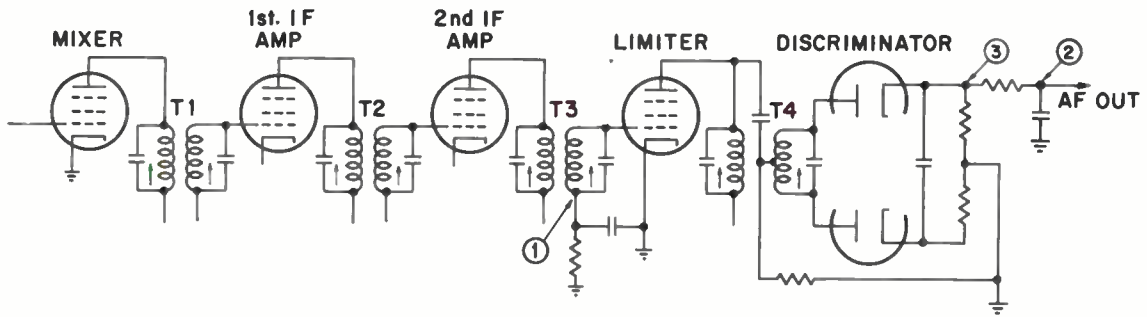 MIXER
1st. IF
AMP
2nd IF
AMP
LIMITER
DISCRIMINATOR
3
2
AF OUT
T1
T2
T3
T4
1